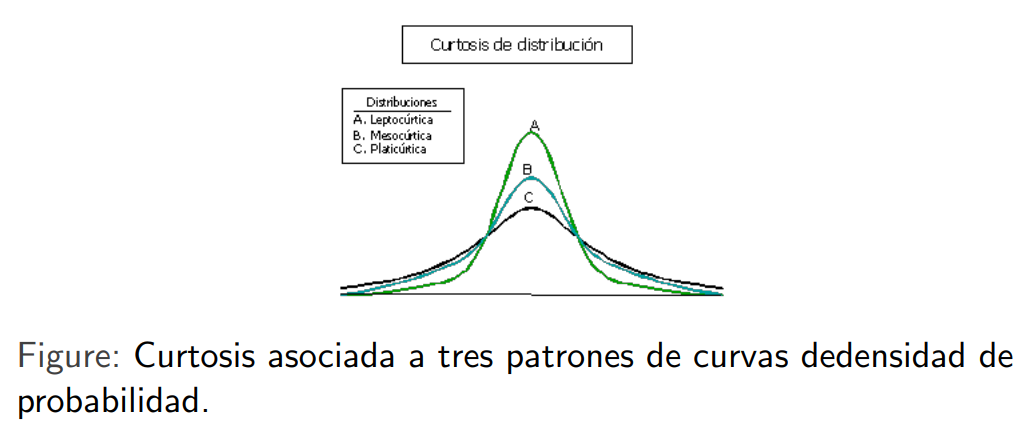 Curtosis de distribución
Distribuciones
A. Leptocúrtica
B. Mesocúrtica
C. Platicúrtica
A
B
C
Figure: Curtosis asociada a tres patrones de curvas dedensidad de
probabilidad.